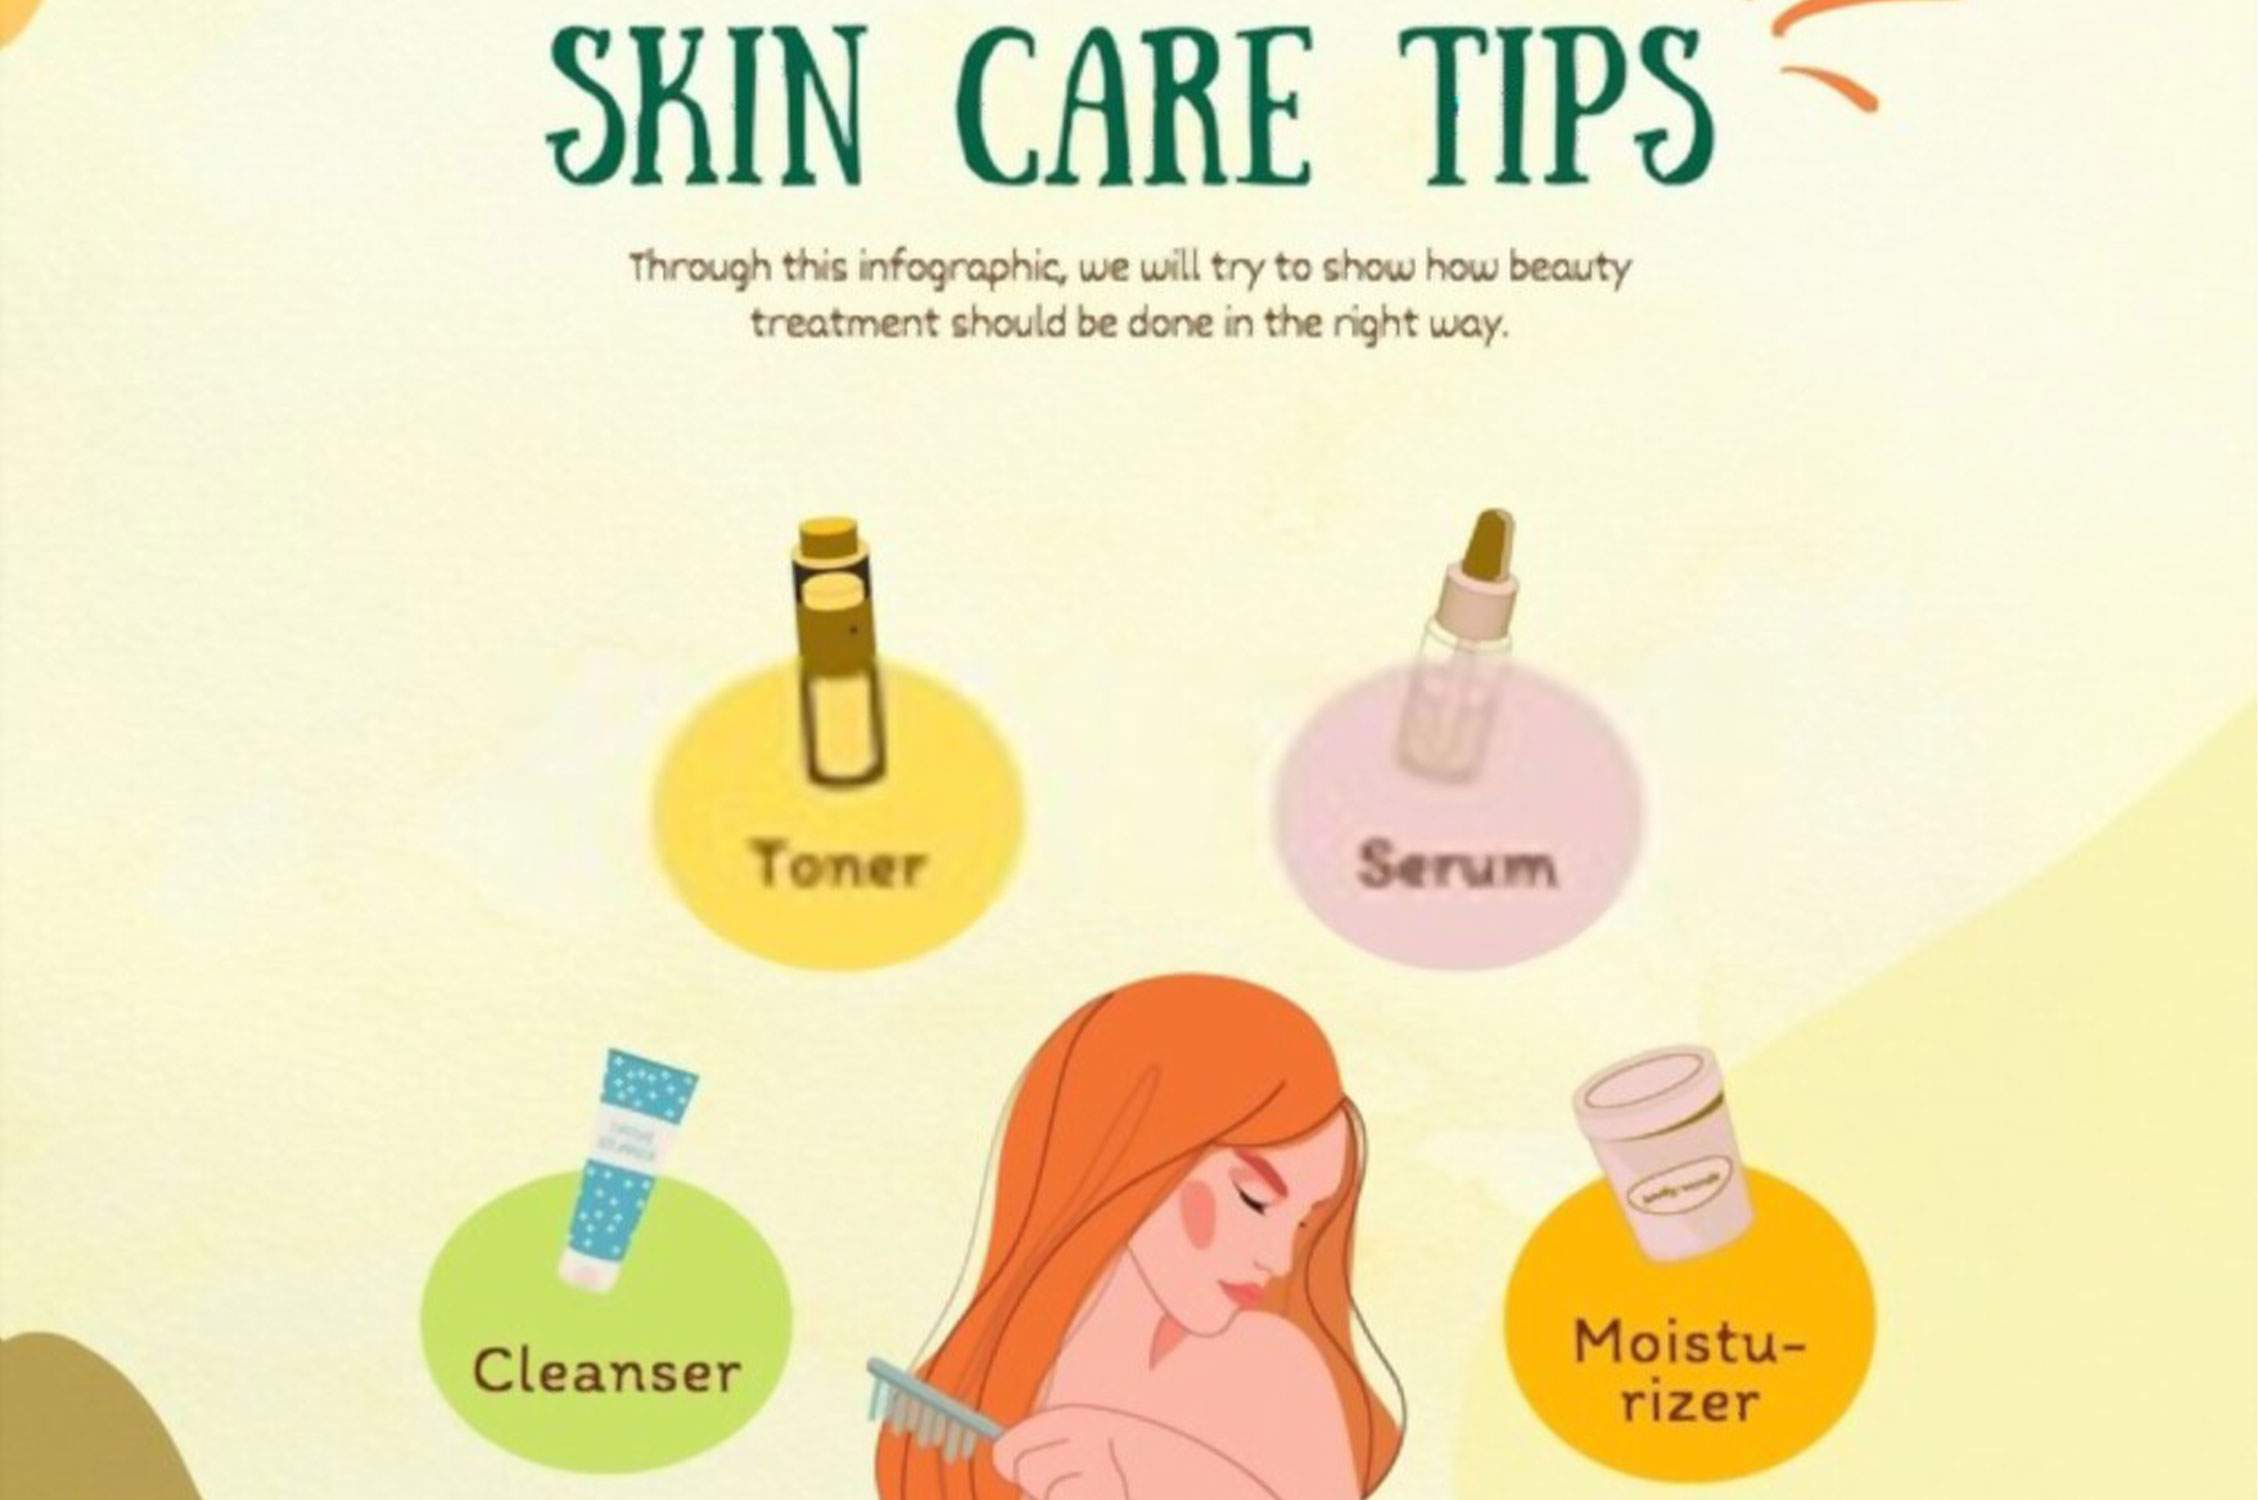 SKIN CARE TIPS
Through this infographic, we will try to show how beauty
treatment should be done in the right way.
Toner
Serum
Cleanser
Moistu-
rizer